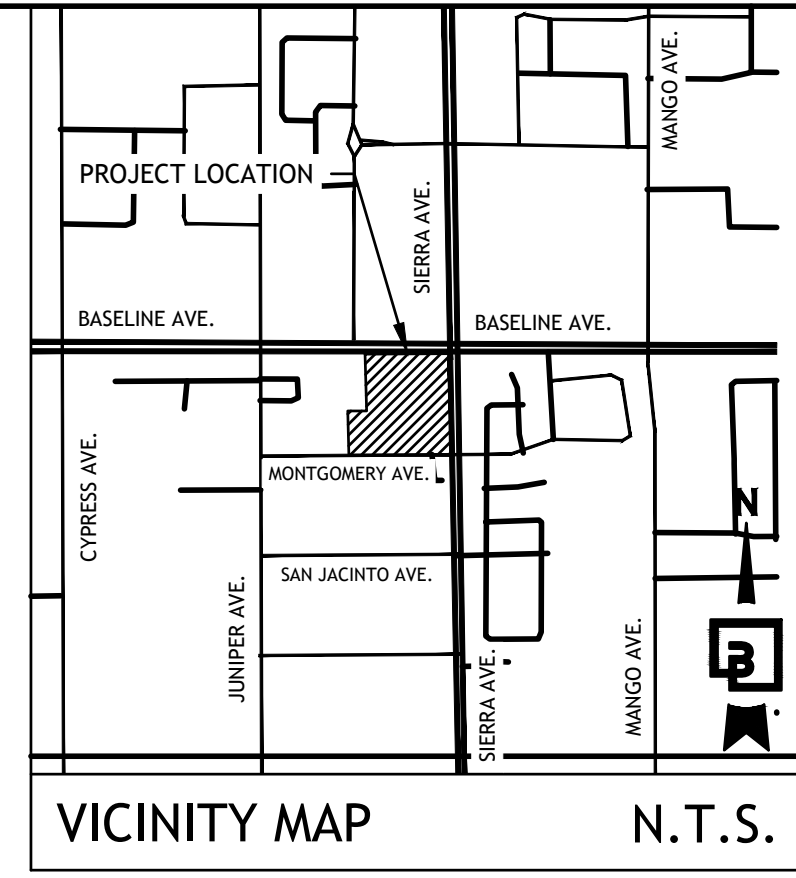 MANGO AVE.
PROJECT LOCATION
SIERRA AVE.
BASELINE AVE.
BASELINE AVE.
CYPRESS AVE.
MONTGOMERY AVE.
N
SAN JACINTO AVE.
JUNIPER AVE.
SIERRA AVE.
MANGO AVE.
B
VICINITY MAP N.T.S.